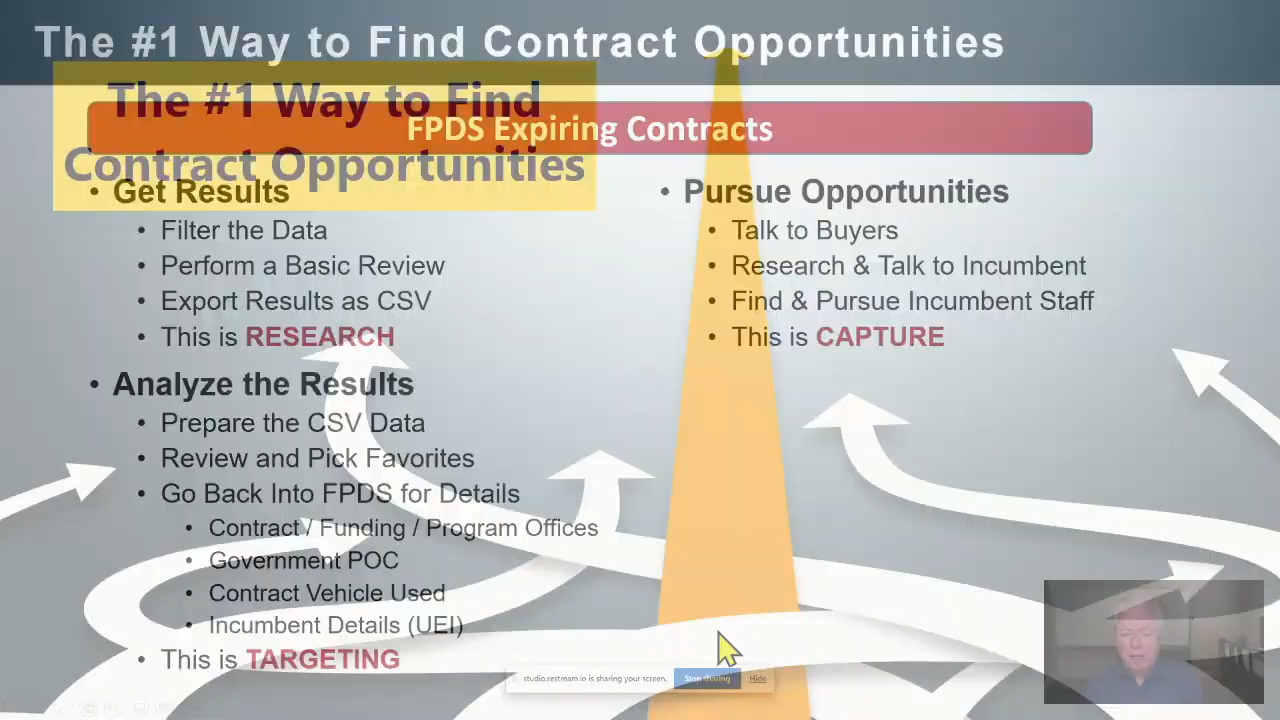 The #1 Way to Find Contract Opportunities
The #1 Way to Find
Contract Opportunities
FPDS Expiring Contracts
• Get Results
• Filter the Data
• Perform a Basic Review
• Export Results as CSV
• This is RESEARCH
• Analyze the Results
• Prepare the CSV Data
• Review and Pick Favorites
• Go Back Into FPDS for Details
• Contract / Funding / Program Offices
• Government POC
• Contract Vehicle Used
• Incumbent Details (UEI)
• This is TARGETING
• Pursue Opportunities
• Talk to Buyers
• Research & Talk to Incumbent
• Find & Pursue Incumbent Staff
• This is CAPTURE
studio.restream.io is sharing your screen.
Stop sharing
Hide